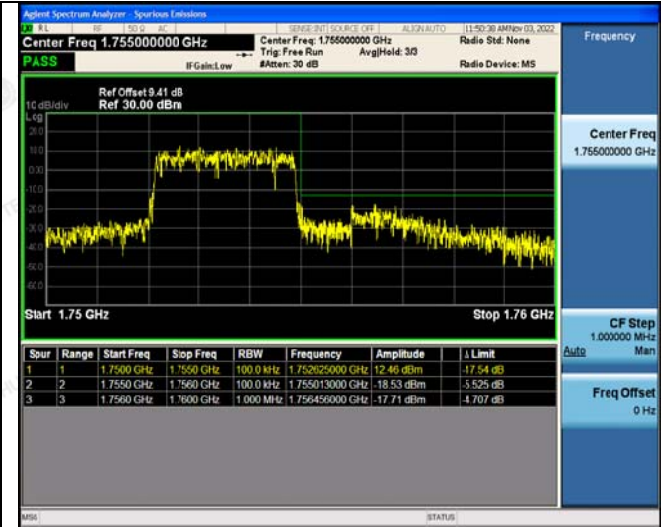 Agilent Spectrum Analyzer - Spurious Emissions
RL RF 50 Ω AC SENSE:INT SOURCE OFF ALIGN AUTO 11:50:38 AM Nov 03, 2022
Center Freq 1.755000000 GHz Center Freq: 1.755000000 GHz Radio Std: None Frequency
Trig: Free Run Avg|Hold: 3/3
PASS IFGain:Low #Atten: 30 dB Radio Device: MS
Ref Offset 9.41 dB
10 dB/div Ref 30.00 dBm
Log
20.0
10.0
0.00
-10.0
-20.0
-30.0
-40.0
-50.0
-60.0
Start 1.75 GHz Stop 1.76 GHz
Center Freq
1.755000000 GHz
CF Step
1.000000 MHz
Auto Man
Freq Offset
0 Hz
Spur Range Start Freq Stop Freq RBW Frequency Amplitude Δ Limit
1 1 1.7500 GHz 1.7550 GHz 100.0 kHz 1.752625000 GHz 12.46 dBm -17.54 dB
2 2 1.7550 GHz 1.7560 GHz 100.0 kHz 1.755013000 GHz -18.53 dBm -5.525 dB
3 3 1.7560 GHz 1.7600 GHz 1.000 MHz 1.756456000 GHz -17.71 dBm -4.707 dB
MSG STATUS